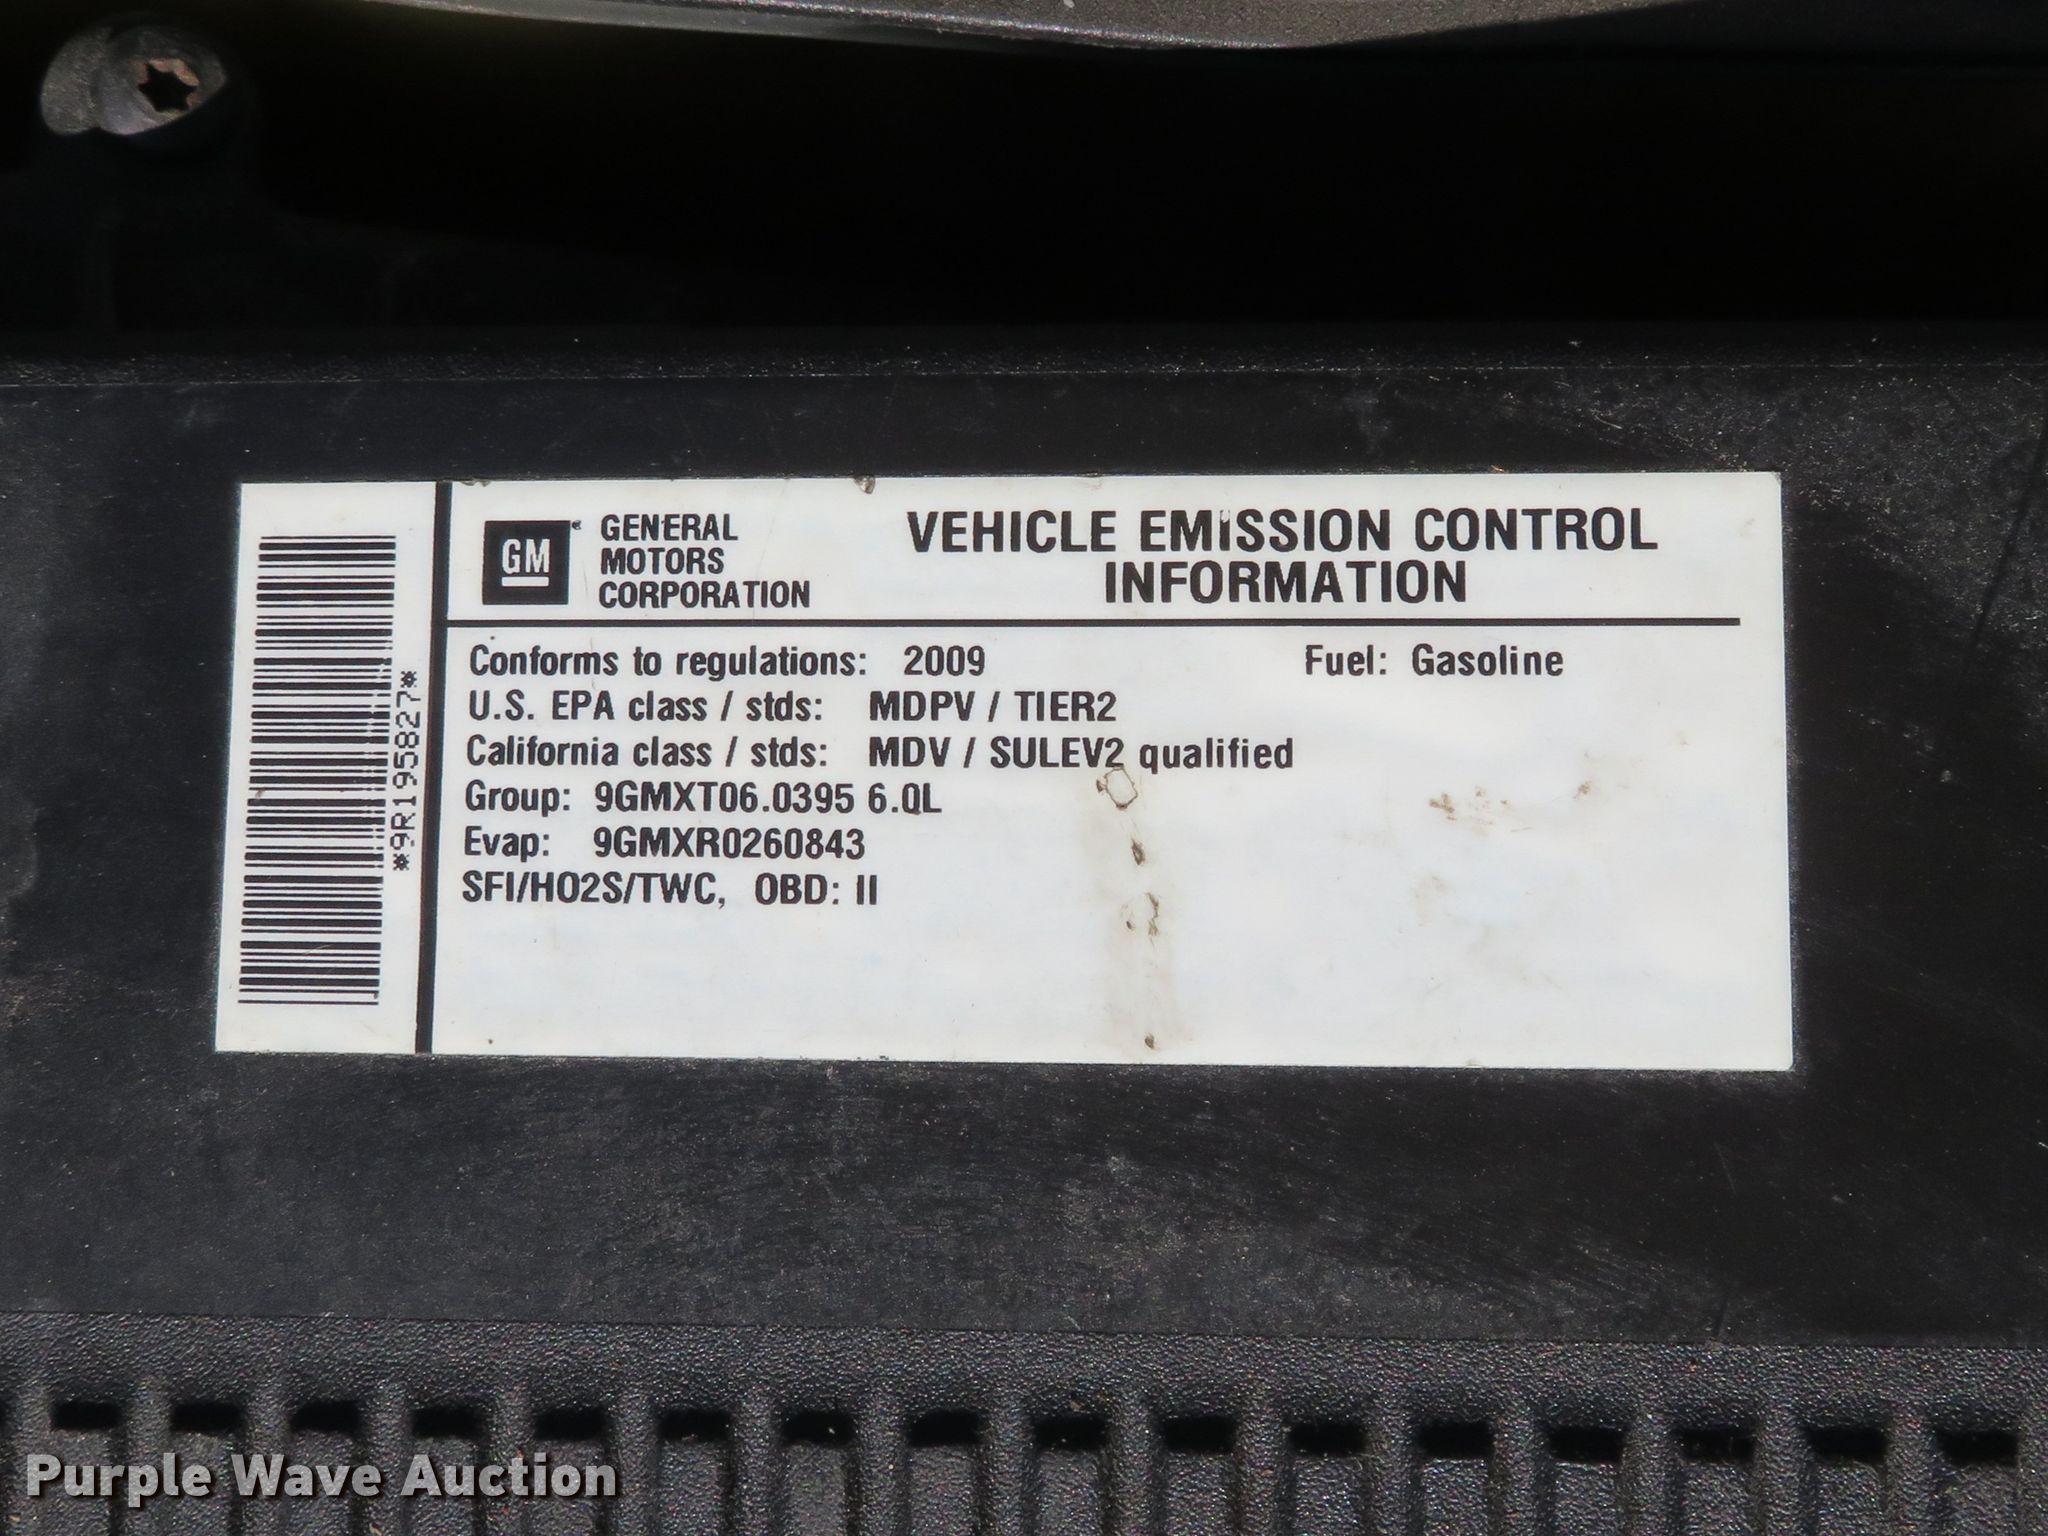 GM
GENERAL
MOTORS
CORPORATION
VEHICLE EMISSION CONTROL
INFORMATION
Conforms to regulations: 2009 Fuel: Gasoline
U.S. EPA class / stds: MDPV / TIER2
California class / stds: MDV / SULEV2 qualified
Group: 9GMXT06.0395 6.0L
Evap: 9GMXR0260843
SFI/HO2S/TWC, OBD: II
*9R195827*
Purple Wave Auction